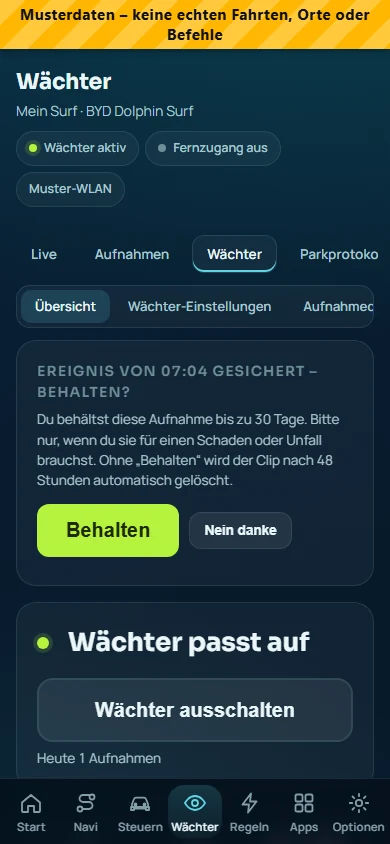 Musterdaten – keine echten Fahrten, Orte oder
Befehle
Wächter
Mein Surf · BYD Dolphin Surf
Wächter aktiv
Fernzugang aus
Muster-WLAN
Live Aufnahmen Wächter Parkprotoko
Übersicht Wächter-Einstellungen Aufnahmec
EREIGNIS VON 07:04 GESICHERT –
BEHALTEN?
Du behältst diese Aufnahme bis zu 30 Tage. Bitte
nur, wenn du sie für einen Schaden oder Unfall
brauchst. Ohne „Behalten“ wird der Clip nach 48
Stunden automatisch gelöscht.
Behalten Nein danke
Wächter passt auf
Wächter ausschalten
Heute 1 Aufnahmen
Start Navi Steuern Wächter Regeln Apps Optionen